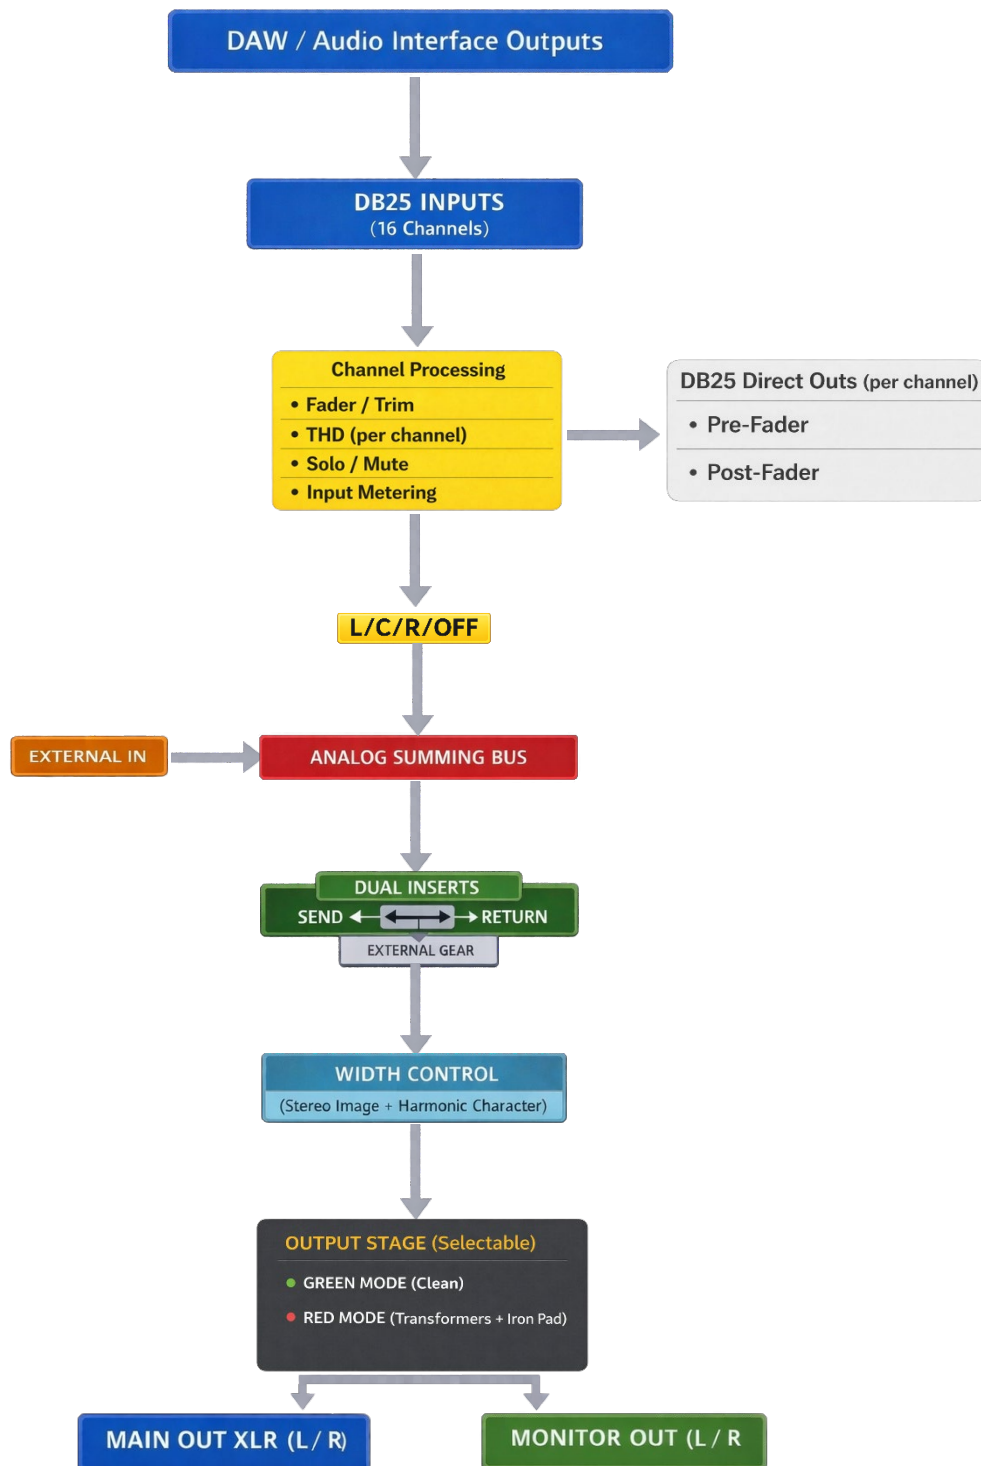 DAW / Audio Interface Outputs
DB25 INPUTS
(16 Channels)
Channel Processing
• Fader / Trim
• THD (per channel)
• Solo / Mute
• Input Metering
DB25 Direct Outs (per channel)
• Pre-Fader
• Post-Fader
L/C/R/OFF
EXTERNAL IN
ANALOG SUMMING BUS
DUAL INSERTS
SEND RETURN
EXTERNAL GEAR
WIDTH CONTROL
(Stereo Image + Harmonic Character)
OUTPUT STAGE (Selectable)
• GREEN MODE (Clean)
• RED MODE (Transformers + Iron Pad)
MAIN OUT XLR (L / R)
MONITOR OUT (L / R